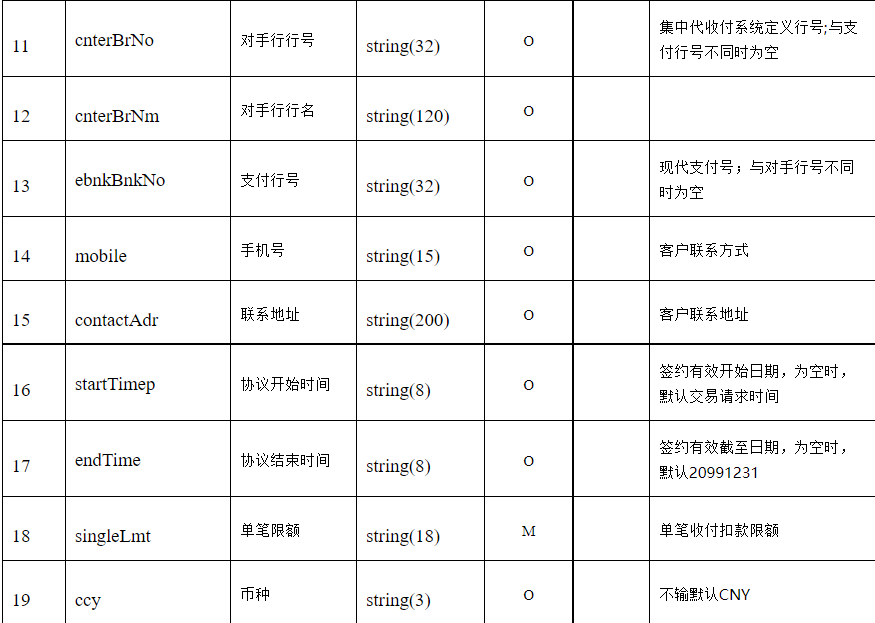 11 cnterBrNo 对手行行号 string(32) O 集中代收付系统定义行号;与支
付行号不同时为空
12 cnterBrNm 对手行行名 string(120) O
13 ebnkBnkNo 支付行号 string(32) O 现代支付号；与对手行号不同
时为空
14 mobile 手机号 string(15) O 客户联系方式
15 contactAdr 联系地址 string(200) O 客户联系地址
16 startTimep 协议开始时间 string(8) O 签约有效开始日期，为空时，
默认交易请求时间
17 endTime 协议结束时间 string(8) O 签约有效截至日期，为空时，
默认20991231
18 singleLmt 单笔限额 string(18) M 单笔收付扣款限额
19 ccy 币种 string(3) O 不输默认CNY